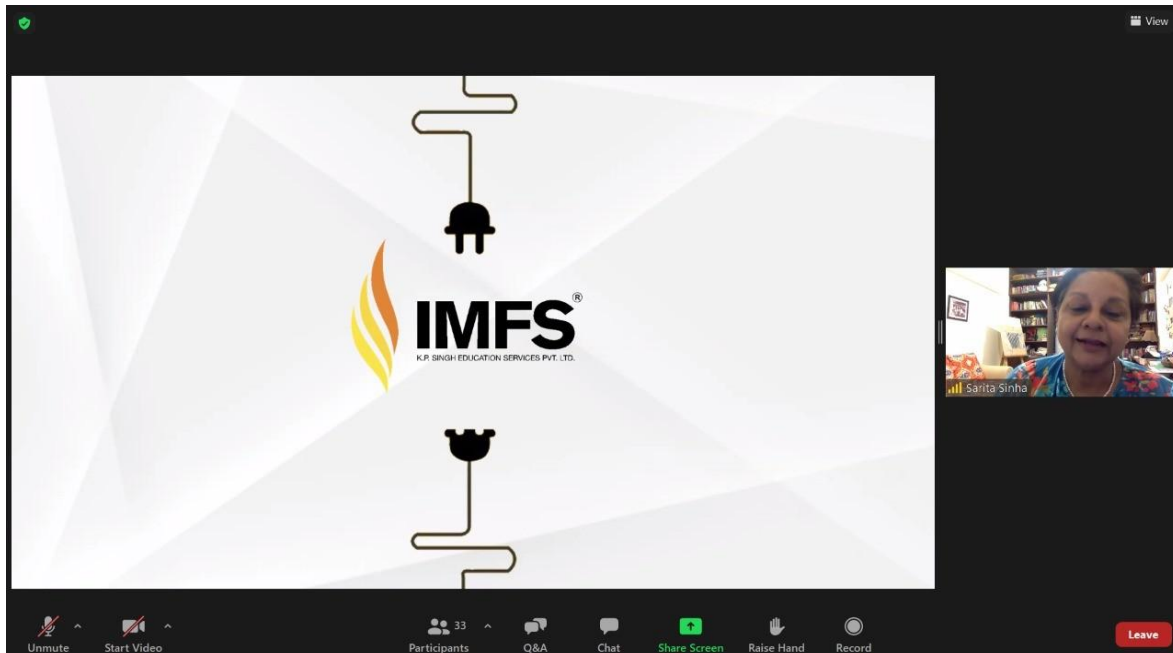 View
IMFS®
K.P. SINGH EDUCATION SERVICES PVT. LTD.
Sarita Sinha
Unmute
Start Video
33
Participants
Q&A
Chat
Share Screen
Raise Hand
Record
Leave